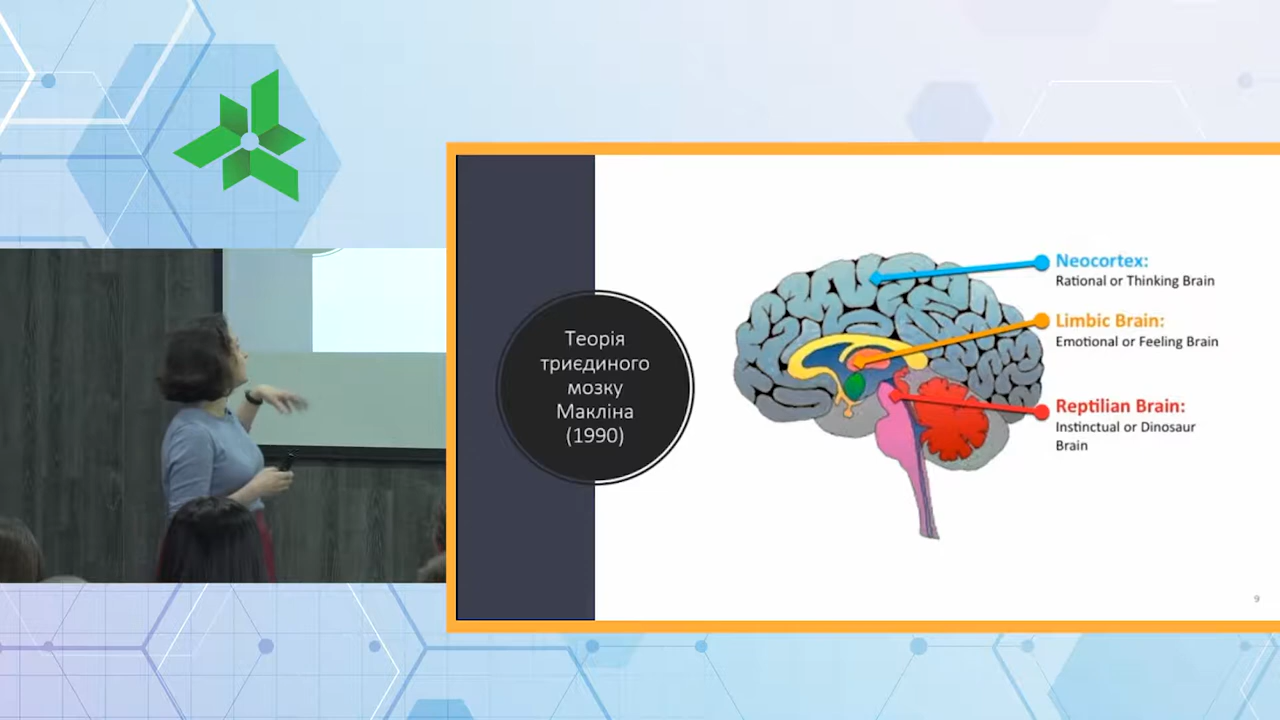 Теорія
триєдиного
мозку
Макліна
(1990)
Neocortex:
Rational or Thinking Brain
Limbic Brain:
Emotional or Feeling Brain
Reptilian Brain:
Instinctual or Dinosaur
Brain
9